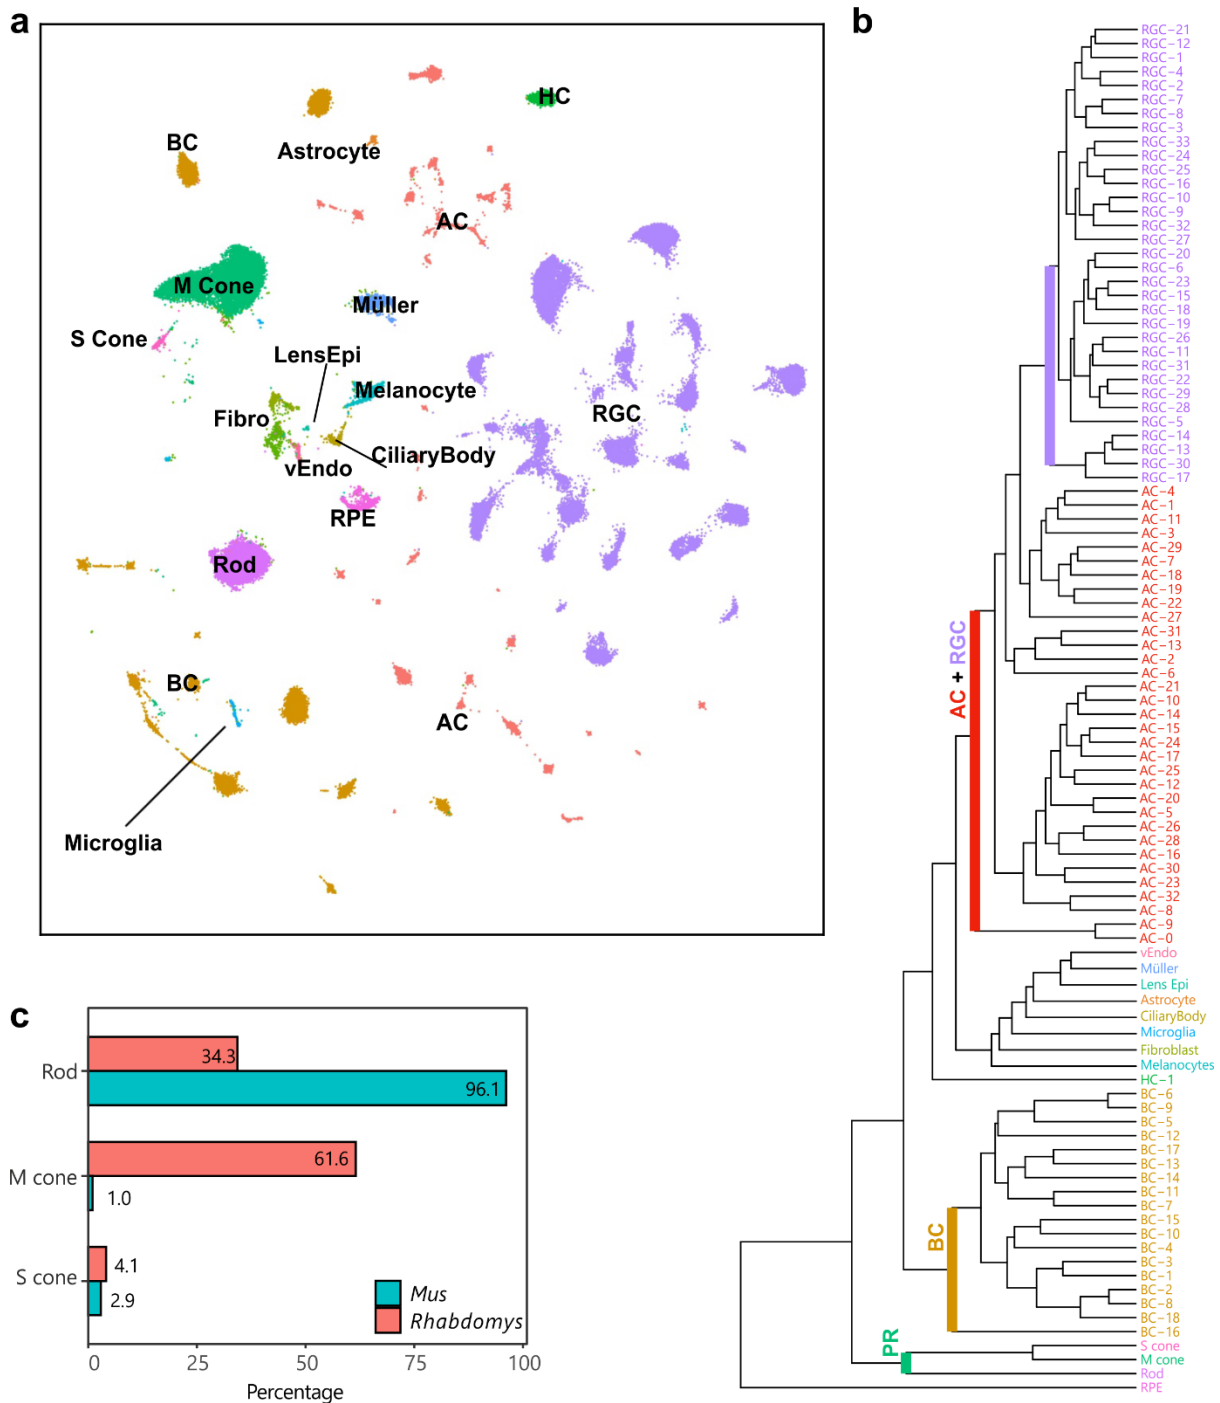 a
HC
BC
Astrocyte
AC
M Cone
Müller
S Cone
LensEpi
Melanocyte
Fibro
RGC
CiliaryBody
vEndo
RPE
Rod
BC
AC
Microglia
b
RGC-21
RGC-12
RGC-1
RGC-4
RGC-2
RGC-7
RGC-8
RGC-3
RGC-33
RGC-24
RGC-25
RGC-16
RGC-10
RGC-9
RGC-32
RGC-27
RGC-20
RGC-6
RGC-23
RGC-15
RGC-18
RGC-19
RGC-26
RGC-11
RGC-31
RGC-22
RGC-29
RGC-28
RGC-5
RGC-14
RGC-13
RGC-30
RGC-17
AC-4
AC-1
AC-11
AC-3
AC-29
AC-7
AC-18
AC-19
AC-22
AC-27
AC-31
AC-13
AC-2
AC-6
AC-21
AC-10
AC-14
AC-15
AC-24
AC-17
AC-25
AC-12
AC-20
AC-5
AC-26
AC-28
AC-16
AC-30
AC-23
AC-32
AC-8
AC-9
AC-0
vEndo
Müller
Lens Epi
Astrocyte
CiliaryBody
Microglia
Fibroblast
Melanocytes
HC-1
BC-6
BC-9
BC-5
BC-12
BC-17
BC-13
BC-14
BC-11
BC-7
BC-15
BC-10
BC-4
BC-3
BC-1
BC-2
BC-8
BC-18
BC-16
S cone
M cone
Rod
RPE
AC + RGC
BC
PR
c
Rod
34.3
96.1
M cone
61.6
1.0
S cone
4.1
2.9
Mus
Rhabdomys
0 25 50 75 100
Percentage